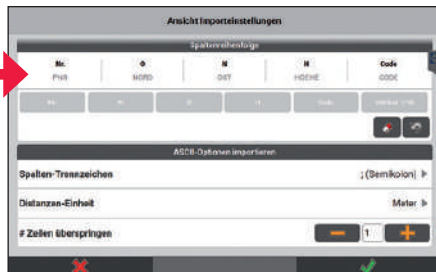 Ansicht Importeinstellungen
Spaltenreihenfolge
Nr. O N H Code
PNR NORD OST HOEHE CODE
ASCII-Optionen importieren
Spalten-Trennzeichen ; (Semikolon)
Distanzen-Einheit Meter
# Zeilen überspringen 1